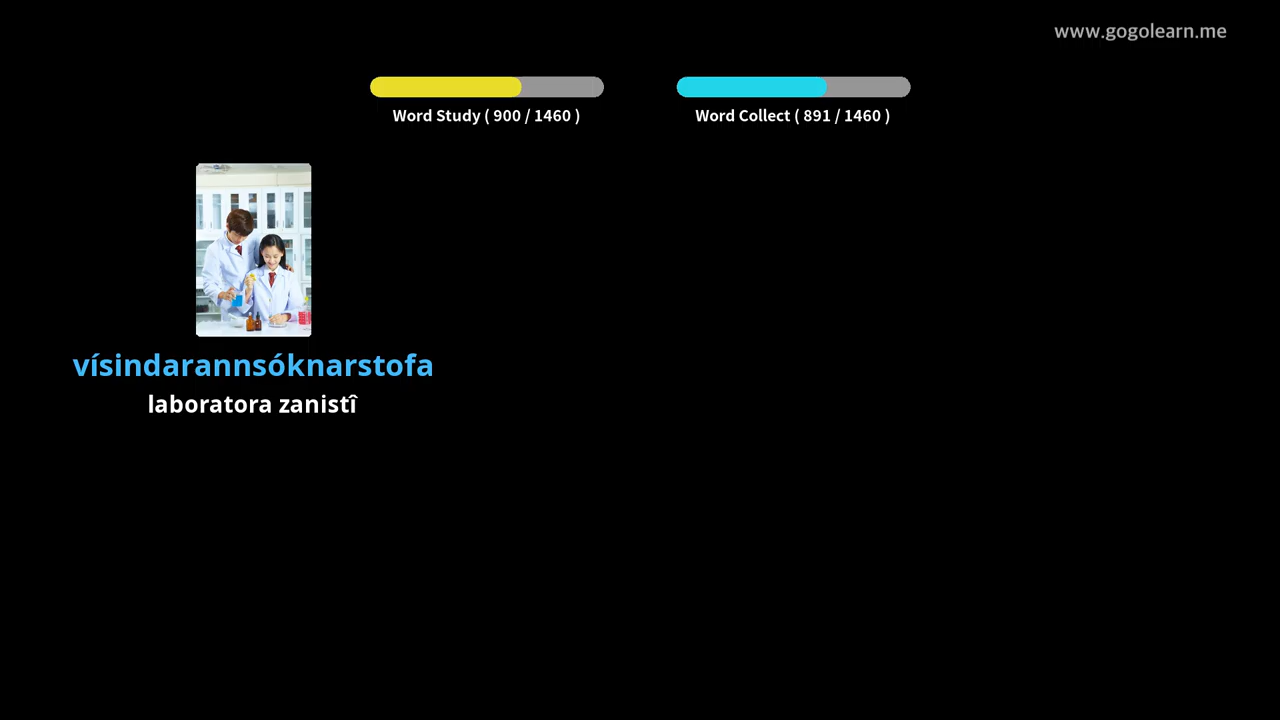 www.gogolearn.me
Word Study ( 900 / 1460 )
Word Collect ( 891 / 1460 )
vísindarannsóknarstofa
laboratora zanistî